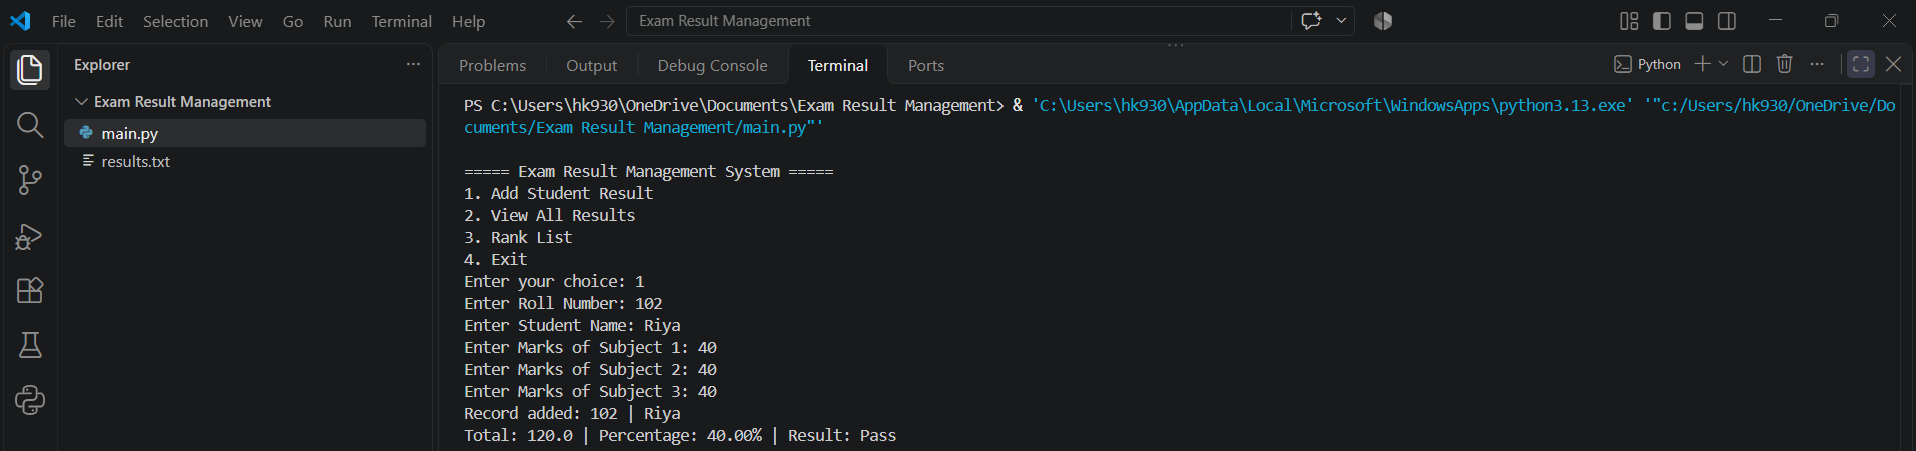 File Edit Selection View Go Run Terminal Help
Exam Result Management
Explorer
Exam Result Management
main.py
results.txt
Problems Output Debug Console Terminal Ports
Python
PS C:\Users\hk930\OneDrive\Documents\Exam Result Management> & 'C:\Users\hk930\AppData\Local\Microsoft\WindowsApps\python3.13.exe' '"c:/Users/hk930/OneDrive/Do
cuments/Exam Result Management/main.py"'
===== Exam Result Management System =====
1. Add Student Result
2. View All Results
3. Rank List
4. Exit
Enter your choice: 1
Enter Roll Number: 102
Enter Student Name: Riya
Enter Marks of Subject 1: 40
Enter Marks of Subject 2: 40
Enter Marks of Subject 3: 40
Record added: 102 | Riya
Total: 120.0 | Percentage: 40.00% | Result: Pass